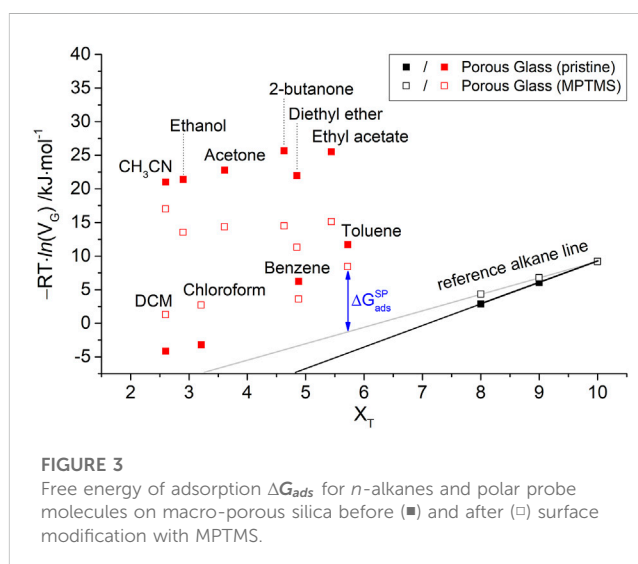 40
35
30
25
20
15
10
5
0
-5
−RT·ln(V_G) /kJ·mol⁻¹
■ / ■ Porous Glass (pristine)
□ / □ Porous Glass (MPTMS)
2-butanone
Diethyl ether
Ethanol
Ethyl acetate
CH₃CN
Acetone
Toluene
reference alkane line
Benzene
DCM
Chloroform
ΔG^SP_ads
2 3 4 5 6 7 8 9 10
X_T
FIGURE 3
Free energy of adsorption ΔG_ads for n-alkanes and polar probe
molecules on macro-porous silica before (■) and after (□) surface
modification with MPTMS.